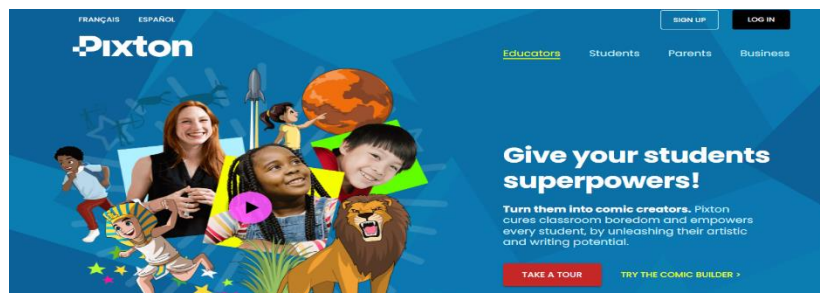 FRANÇAIS ESPAÑOL
SIGN UP LOG IN
Pixton
Educators Students Parents Business
Give your students
superpowers!
Turn them into comic creators. Pixton
cures classroom boredom and empowers
every student, by unleashing their artistic
and writing potential.
TAKE A TOUR TRY THE COMIC BUILDER >